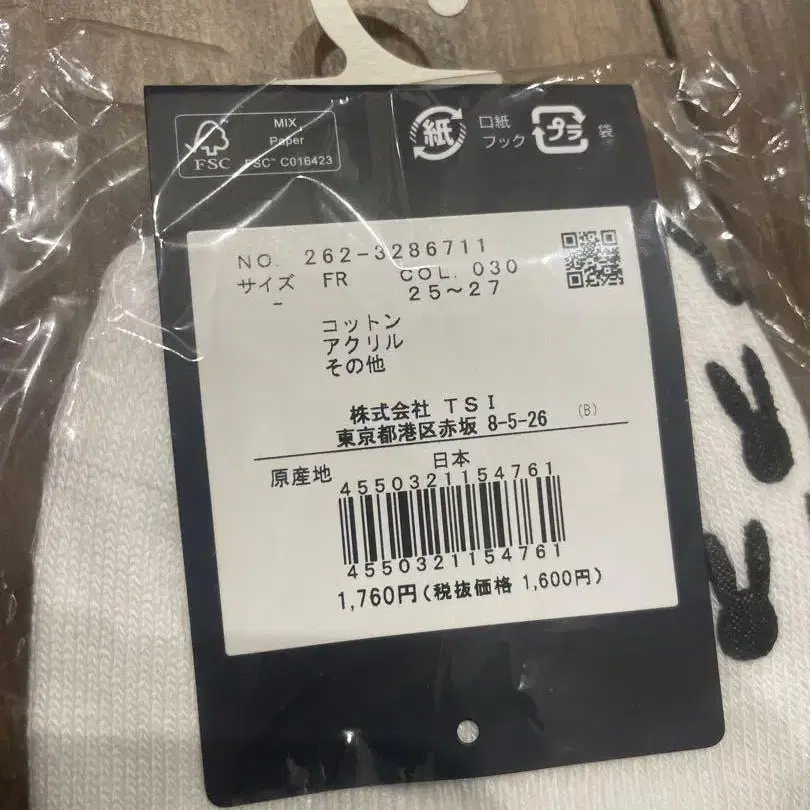 MIX
Paper
FSC
FSC™ C016423
紙
口紙
フック
プラ
袋
NO. 262-3286711
サイズ FR COL. 030
- 25～27
コットン
アクリル
その他
株式会社 TSI (B)
東京都港区赤坂 8-5-26
原産地 日本
4550321154761
4550321154761
1,760円(税抜価格 1,600円)